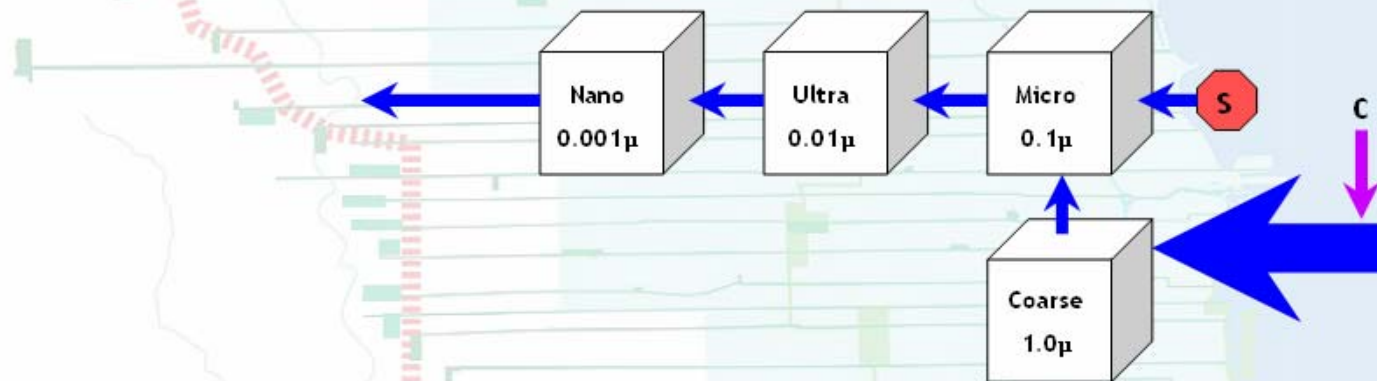 Nano
0.001μ
Ultra
0.01μ
Micro
0.1μ
S
C
Coarse
1.0μ